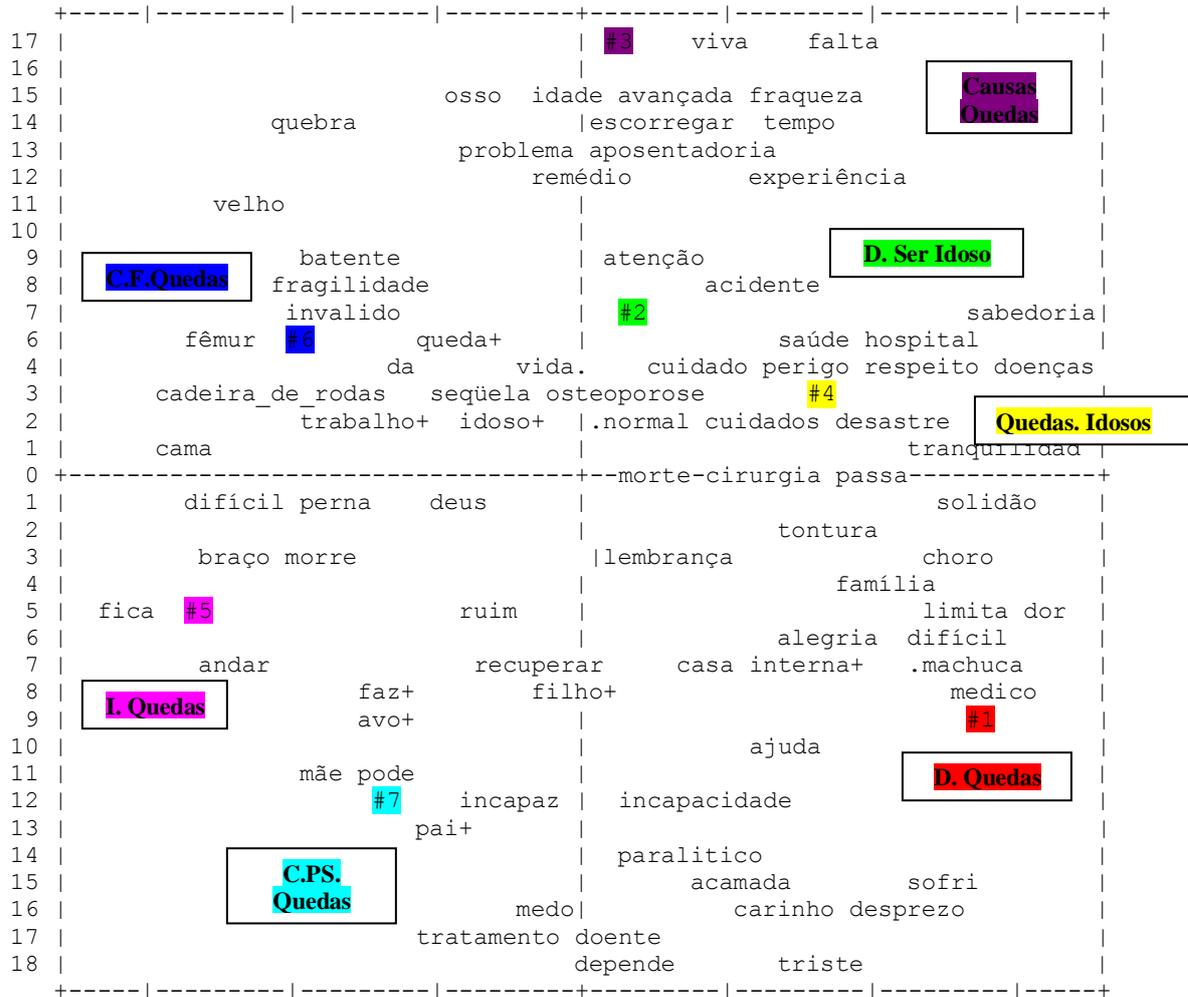 +-----|---------|---------|---------+---------|---------|---------|-----+
17 | | #3 viva falta |
16 | | |
Causas
Quedas
15 | osso idade avançada fraqueza |
14 | quebra |escorregar tempo |
13 | problema aposentadoria |
12 | remédio experiência |
11 | velho | |
10 | | |
D. Ser Idoso
9 | batente | atenção |
C.F.Quedas
8 | fragilidade | acidente |
7 | invalido | #2 sabedoria|
6 | fêmur #6 queda+ | saúde hospital |
4 | da vida. cuidado perigo respeito doenças
3 | cadeira_de_rodas seqüela osteoporose #4 |
2 | trabalho+ idoso+ |.normal cuidados desastre
Quedas. Idosos
1 | cama | tranquilidad |
0 +-----------------------------------+--morte-cirurgia passa-------------+
1 | difícil perna deus | solidão |
2 | | tontura |
3 | braço morre |lembrança choro |
4 | | família |
5 | fica #5 ruim | limita dor |
6 | | alegria difícil |
7 | andar recuperar casa interna+ .machuca |
8 | faz+ filho+ medico |
I. Quedas
9 | avo+ | #1 |
10 | | ajuda |
11 | mãe pode | |
D. Quedas
12 | #7 incapaz | incapacidade |
13 | pai+ | |
14 | | paralitico |
C.PS.
Quedas
15 | | acamada sofri |
16 | medo| carinho desprezo |
17 | tratamento doente |
18 | depende triste |
+-----|---------|---------|---------+---------|---------|---------|-----+